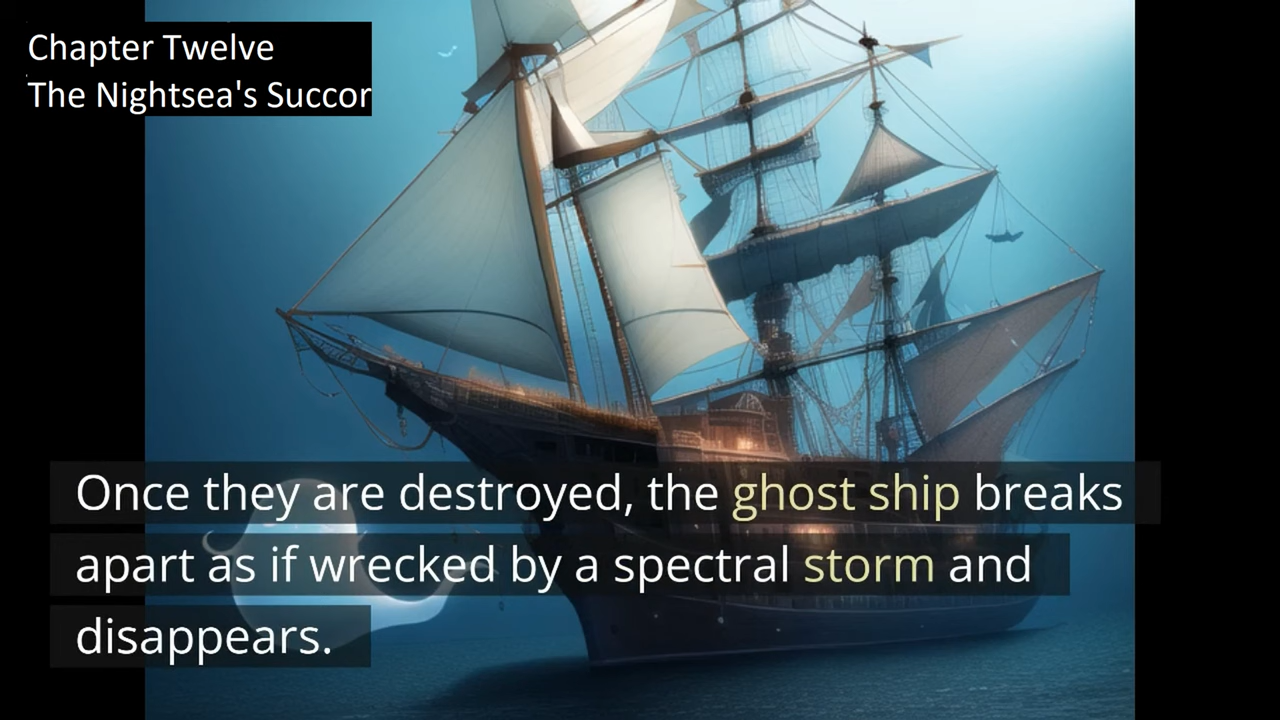 Chapter Twelve
The Nightsea's Succor
Once they are destroyed, the ghost ship breaks
apart as if wrecked by a spectral storm and
disappears.